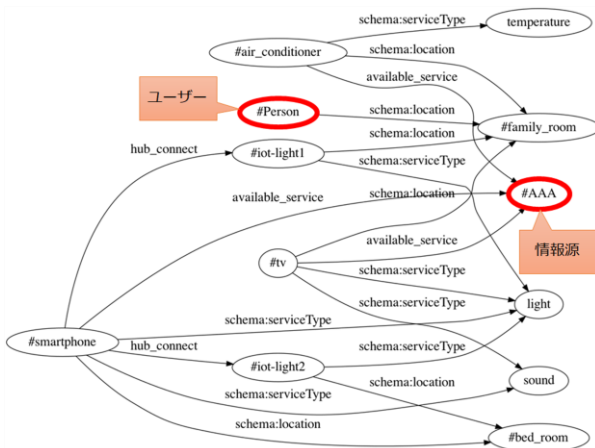 schema:serviceType
temperature
#air_conditioner
schema:location
available_service
ユーザー
#Person
schema:location
schema:location
#family_room
hub_connect
#iot-light1
schema:serviceType
#AAA
available_service
schema:location
情報源
available_service
#tv
schema:serviceType
light
schema:serviceType
#smartphone
hub_connect
schema:serviceType
#iot-light2
sound
schema:serviceType
schema:location
schema:location
#bed_room